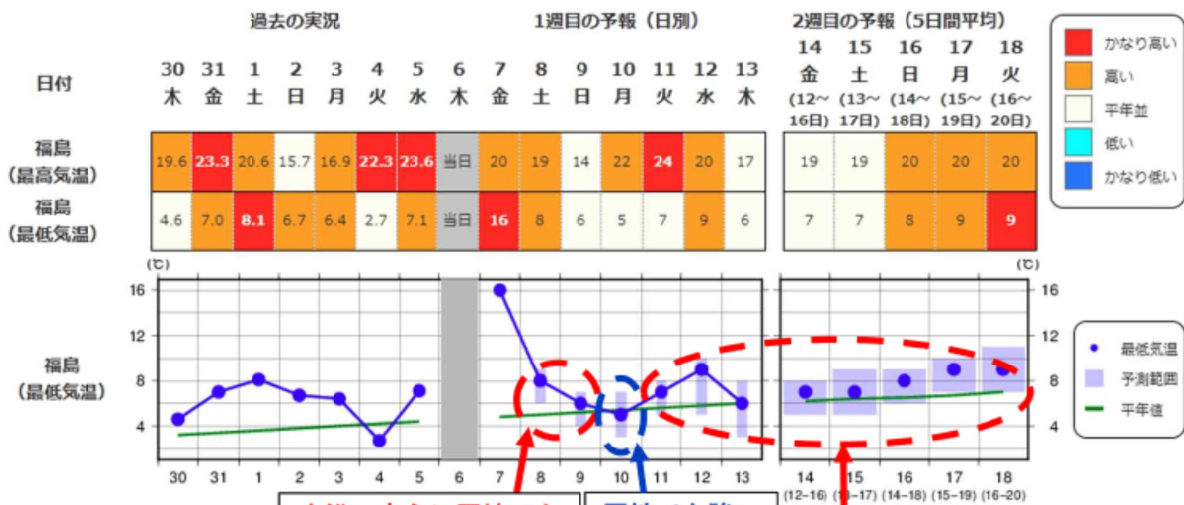 過去の実況 1週目の予報（日別） 2週目の予報（5日間平均）
日付 30 31 1 2 3 4 5 6 7 8 9 10 11 12 13 14 15 16 17 18
木 金 土 日 月 火 水 木 金 土 日 月 火 水 木 金 土 日 月 火
(12～16日) (13～17日) (14～18日) (15～19日) (16～20日)
福島（最高気温） 19.6 23.3 20.6 15.7 16.9 22.3 23.6 当日 20 19 14 22 24 20 17 19 19 20 20 20
福島（最低気温） 4.6 7.0 8.1 6.7 6.4 2.7 7.1 当日 16 8 6 5 7 9 6 7 7 8 9 9
かなり高い
高い
平年並
低い
かなり低い
(℃) (℃)
16 16
12 12
福島（最低気温） 8 8
4 4
最低気温
予測範囲
平年値
30 31 1 2 3 4 5 6 7 8 9 10 11 12 13 14 15 16 17 18
(12-16) (14-18) (15-19) (16-20)